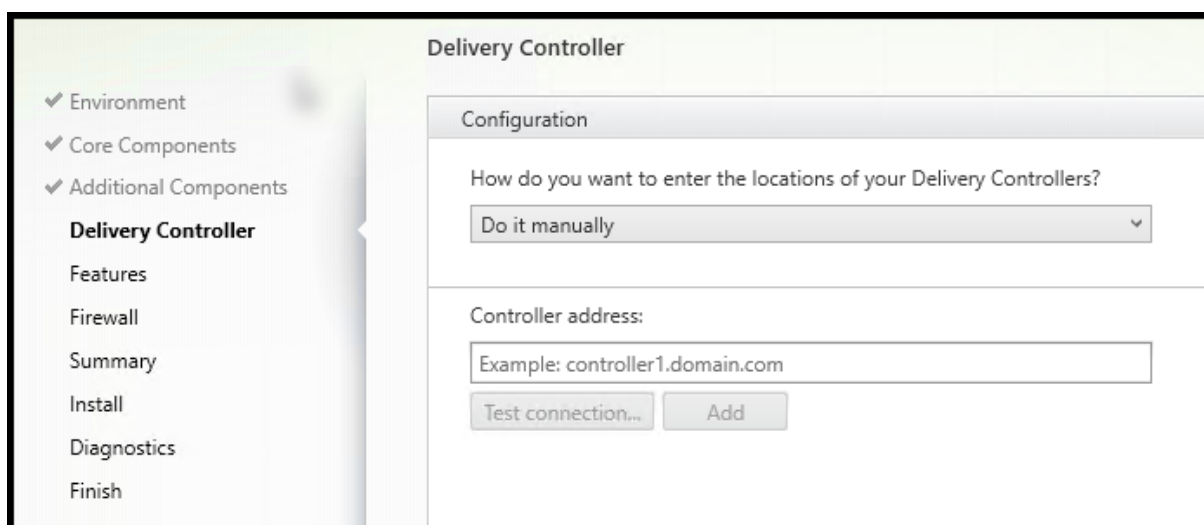 Delivery Controller
Environment
Core Components
Additional Components
Delivery Controller
Features
Firewall
Summary
Install
Diagnostics
Finish
Configuration
How do you want to enter the locations of your Delivery Controllers?
Do it manually
Controller address:
Example: controller1.domain.com
Test connection... Add